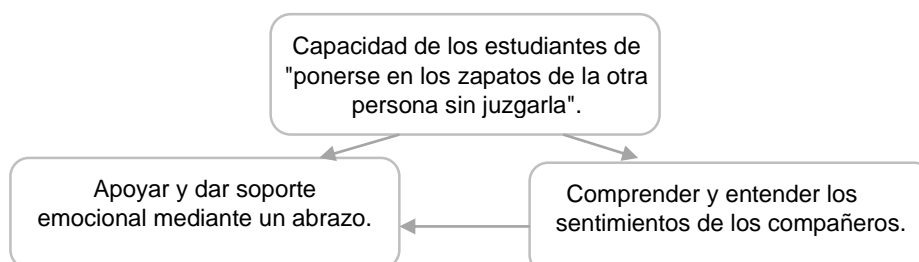 Capacidad de los estudiantes de
"ponerse en los zapatos de la otra
persona sin juzgarla".
Apoyar y dar soporte
emocional mediante un abrazo.
Comprender y entender los
sentimientos de los compañeros.